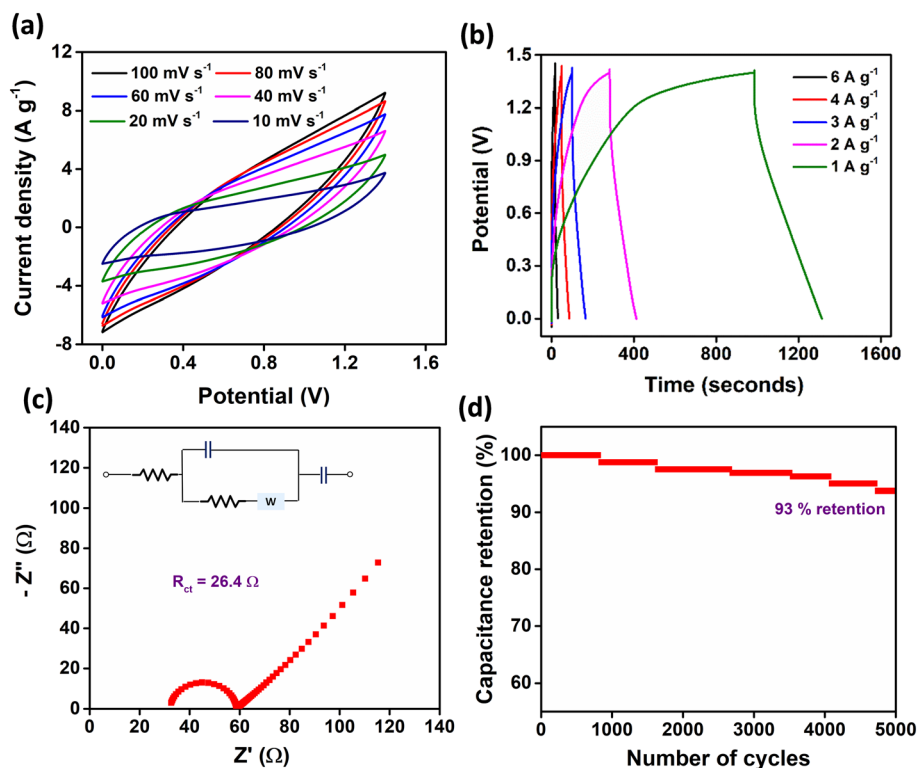 (a)
12
8
4
0
-4
-8
Current density (A g⁻¹)
100 mV s⁻¹ 80 mV s⁻¹
60 mV s⁻¹ 40 mV s⁻¹
20 mV s⁻¹ 10 mV s⁻¹
0.0 0.4 0.8 1.2 1.6
Potential (V)
(b)
1.5
1.2
0.9
0.6
0.3
0.0
Potential (V)
6 A g⁻¹
4 A g⁻¹
3 A g⁻¹
2 A g⁻¹
1 A g⁻¹
0 400 800 1200 1600
Time (seconds)
(c)
140
120
100
80
60
40
20
0
- Z'' (Ω)
W
R_ct = 26.4 Ω
0 20 40 60 80 100 120 140
Z' (Ω)
(d)
100
90
80
70
60
Capacitance retention (%)
93 % retention
0 1000 2000 3000 4000 5000
Number of cycles